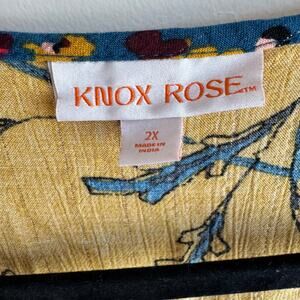 KNOX ROSE™
2X
MADE IN
INDIA